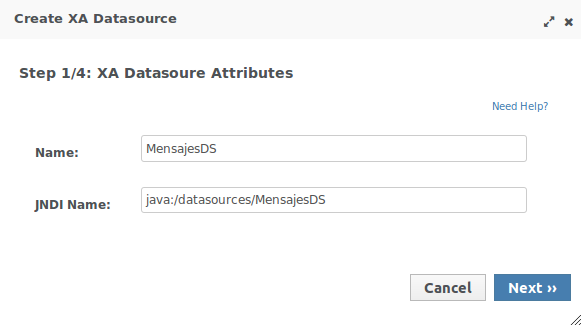 Create XA Datasource
Step 1/4: XA Datasoure Attributes
Need Help?
Name: MensajesDS
JNDI Name: java:/datasources/MensajesDS
Cancel Next ››